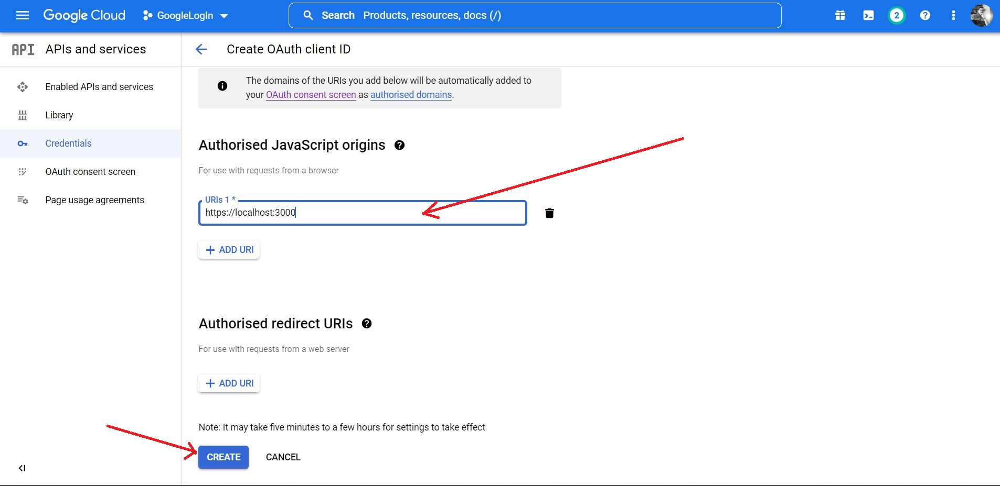 Google Cloud
GoogleLogIn
Search Products, resources, docs (/)
2
API APIs and services
Create OAuth client ID
Enabled APIs and services
Library
Credentials
OAuth consent screen
Page usage agreements
The domains of the URIs you add below will be automatically added to
your OAuth consent screen as authorised domains.
Authorised JavaScript origins
For use with requests from a browser
URIs 1 *
https://localhost:3000
+ ADD URI
Authorised redirect URIs
For use with requests from a web server
+ ADD URI
Note: It may take five minutes to a few hours for settings to take effect
CREATE
CANCEL